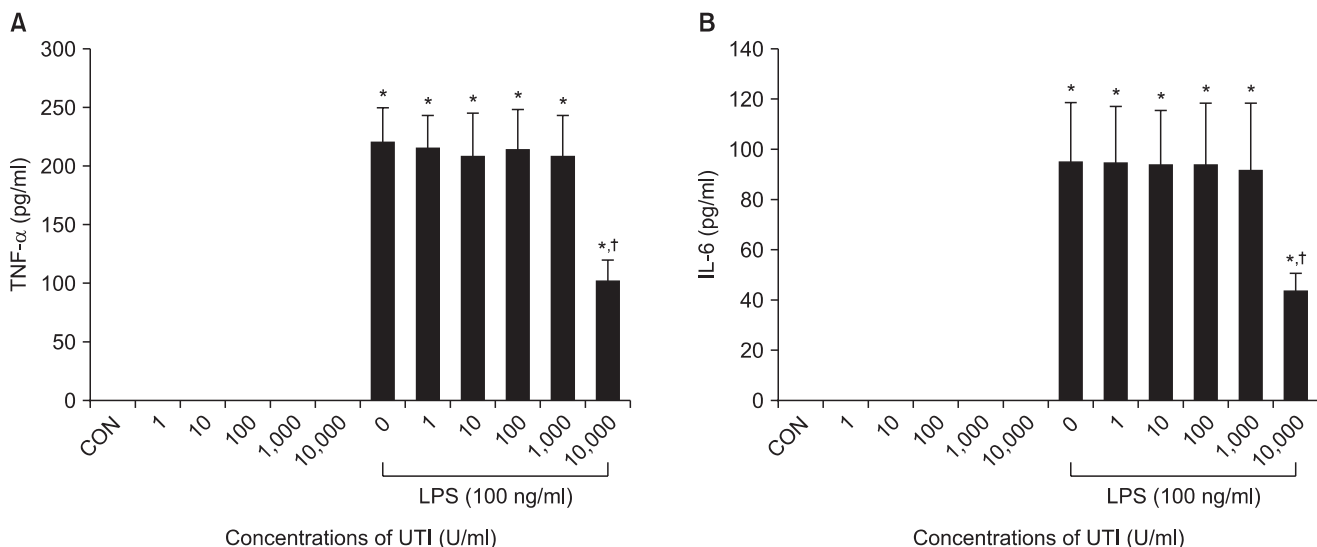 A
300
250
200
150
100
50
0
TNF-α (pg/ml)
* * * * * *,†
CON 1 10 100 1,000 10,000 0 1 10 100 1,000 10,000
LPS (100 ng/ml)
Concentrations of UTI (U/ml)
B
140
120
100
80
60
40
20
0
IL-6 (pg/ml)
* * * * * *,†
CON 1 10 100 1,000 10,000 0 1 10 100 1,000 10,000
LPS (100 ng/ml)
Concentrations of UTI (U/ml)